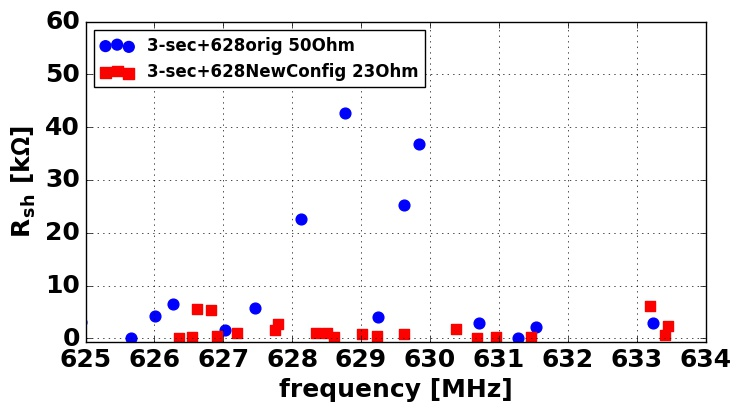 60
50
40
30
20
10
0
R_sh [kΩ]
3-sec+628orig 50Ohm
3-sec+628NewConfig 23Ohm
625 626 627 628 629 630 631 632 633 634
frequency [MHz]